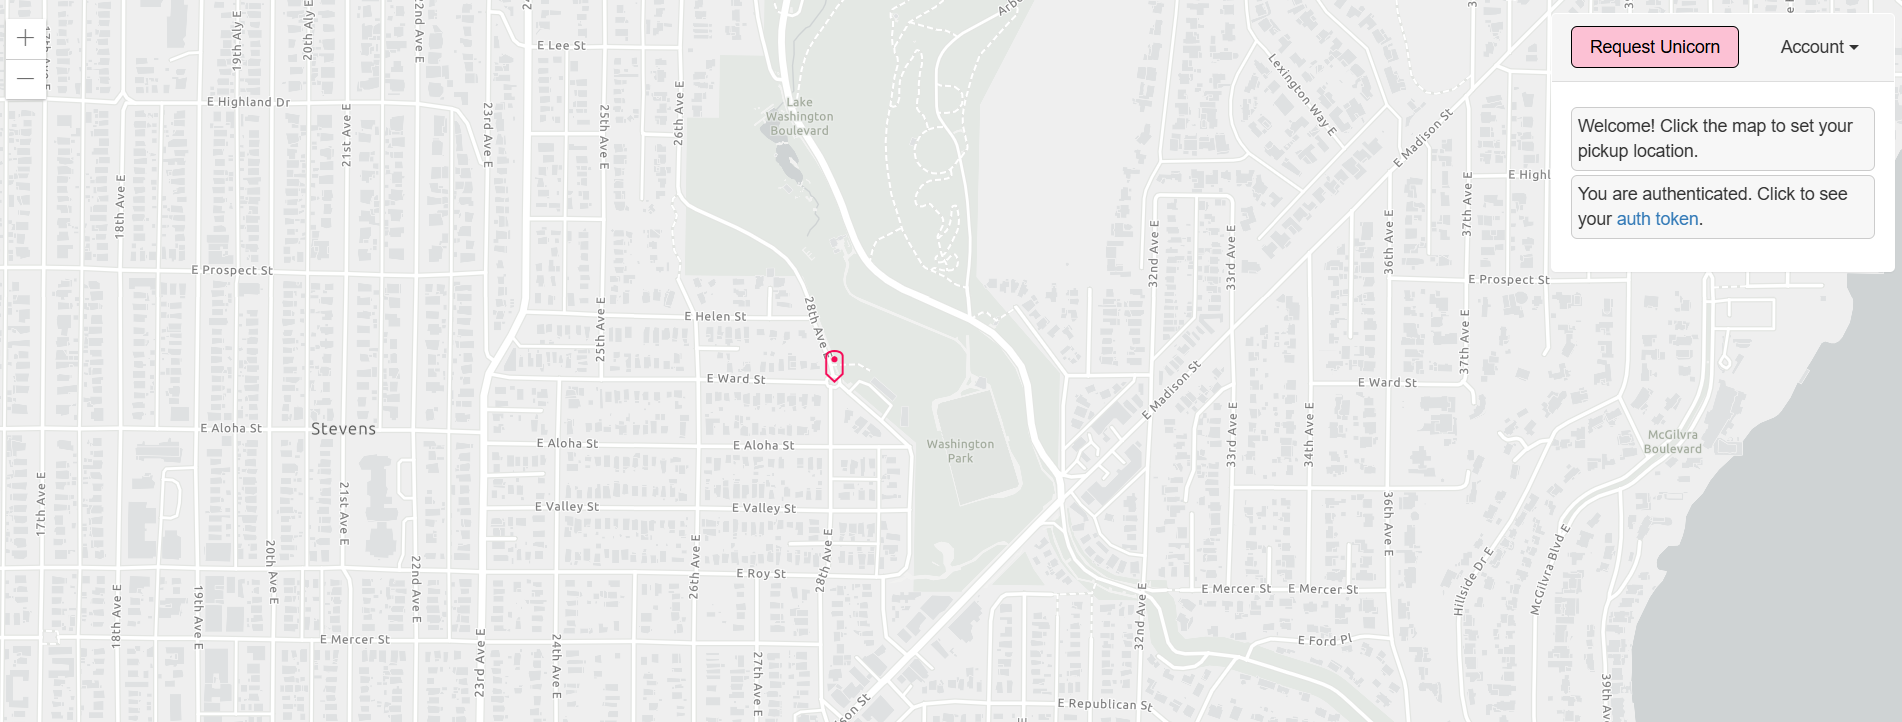 Request Unicorn
Account
Welcome! Click the map to set your
pickup location.
You are authenticated. Click to see
your auth token.
+
−
19th Aly E
20th Aly E
22nd Ave E
E Lee St
E Highland Dr
21st Ave E
23rd Ave E
25th Ave E
26th Ave E
Lake
Washington
Boulevard
Lexington Way E
E Madison St
18th Ave E
32nd Ave E
33rd Ave E
36th Ave E
37th Ave E
E Highl
E Prospect St
E Prospect St
E Helen St
28th Ave E
25th Ave E
37th Ave E
E Ward St
E Ward St
E Madison St
E Aloha St
Stevens
E Aloha St
E Aloha St
Washington
Park
33rd Ave E
34th Ave E
McGilvra
Boulevard
17th Ave E
21st Ave E
E Valley St
E Valley St
36th Ave E
20th Ave E
22nd Ave E
26th Ave E
28th Ave E
E Roy St
18th Ave E
19th Ave E
32nd Ave E
E Mercer St
E Mercer St
Hillside Dr E
McGilvra Blvd E
E Mercer St
23rd Ave E
24th Ave E
27th Ave E
E Ford Pl
39th Ave E
E Republican St